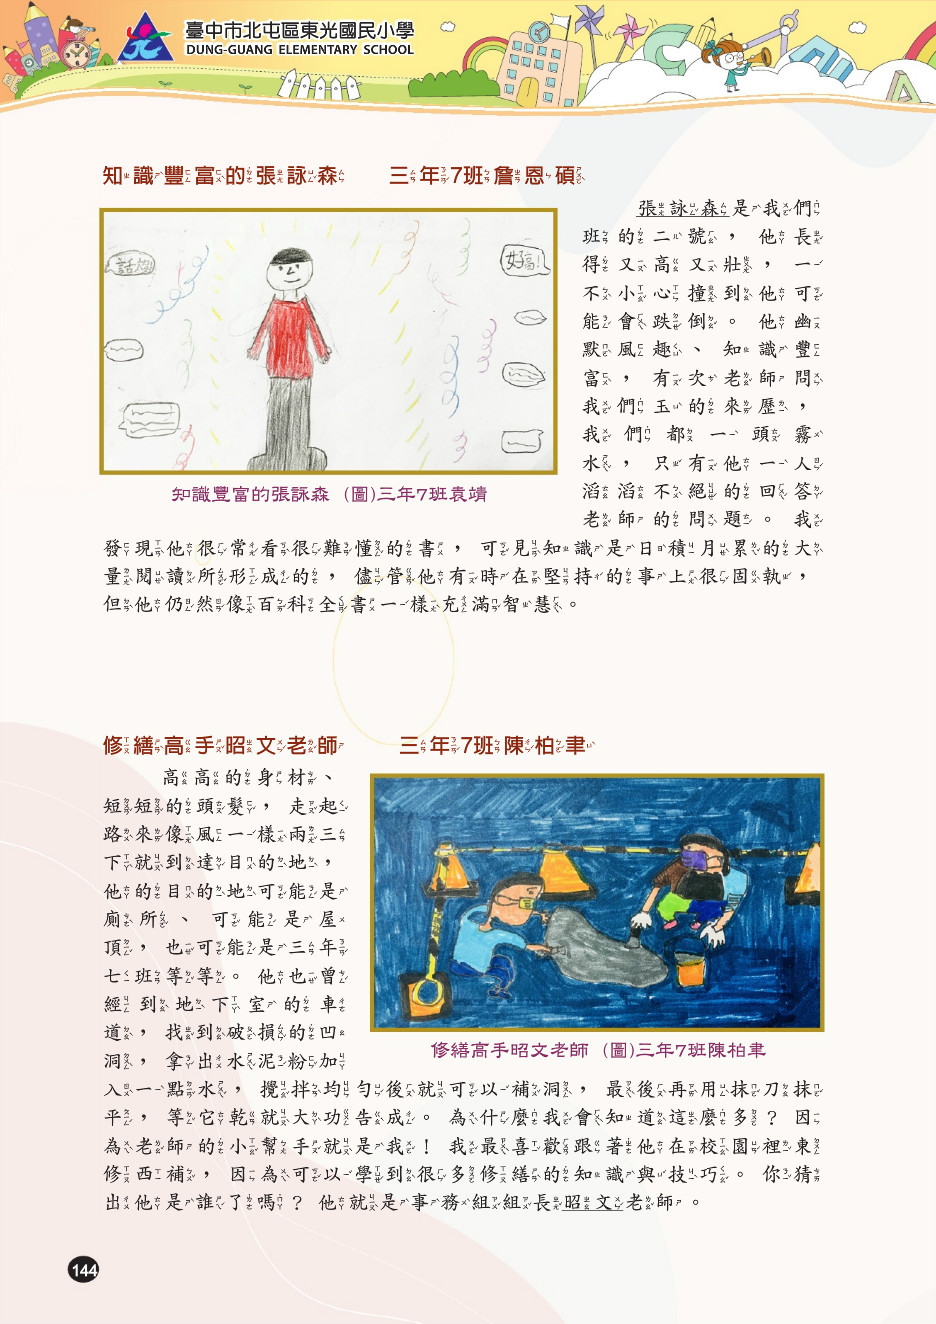 臺中市北屯區東光國民小學
DUNG-GUANG ELEMENTARY SCHOOL
知識豐富的張詠森 三年7班詹恩碩
張詠森是我們
班的二號，他長
得又高又壯，一
不小心撞到他可
能會跌倒。他幽
默風趣、知識豐
富，有次老師問
我們玉的來歷，
我們都一頭霧
水，只有他一人
滔滔不絕的回答
老師的問題。我
好高!
知識豐富的張詠森 (圖)三年7班袁靖
發現他很常看很難懂的書，可見知識是日積月累的大
量閱讀所形成的，儘管他有時在堅持的事上很固執，
但他仍然像百科全書一樣充滿智慧。
修繕高手昭文老師 三年7班陳柏聿
高高的身材、
短短的頭髮，走起
路來像風一樣兩三
下就到達目的地，
他的目的地可能是
廁所、可能是屋
頂，也可能是三年
七班等等。他也曾
經到地下室的車
道，找到破損的凹
洞，拿出水泥粉加
修繕高手昭文老師 (圖)三年7班陳柏聿
入一點水，攪拌均勻後就可以補洞，最後再用抹刀抹
平，等它乾就大功告成。為什麼我會知道這麼多？因
為老師的小幫手就是我！我最喜歡跟著他在校園裡東
修西補，因為可以學到很多修繕的知識與技巧。你猜
出他是誰了嗎？他就是事務組組長昭文老師。
144